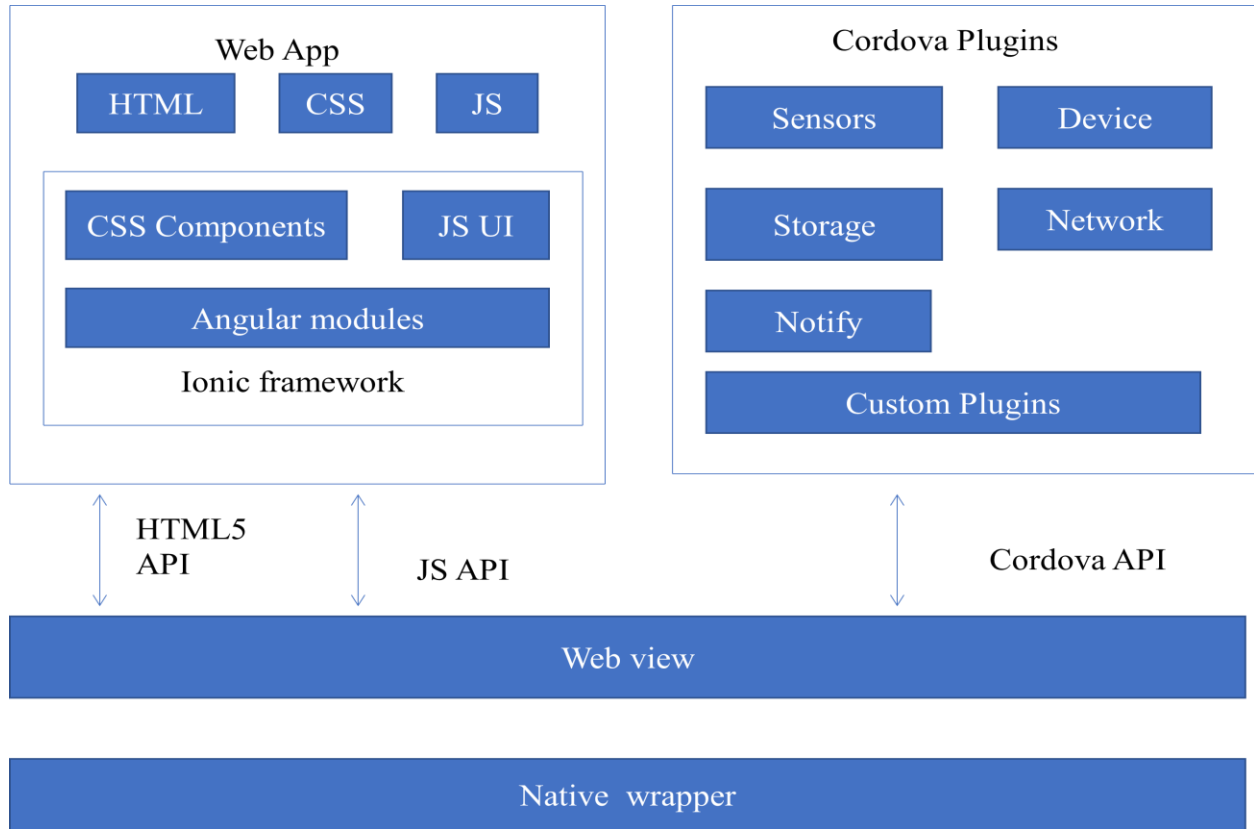 Web App
HTML
CSS
JS
CSS Components
JS UI
Angular modules
Ionic framework
Cordova Plugins
Sensors
Device
Storage
Network
Notify
Custom Plugins
HTML5
API
JS API
Cordova API
Web view
Native wrapper